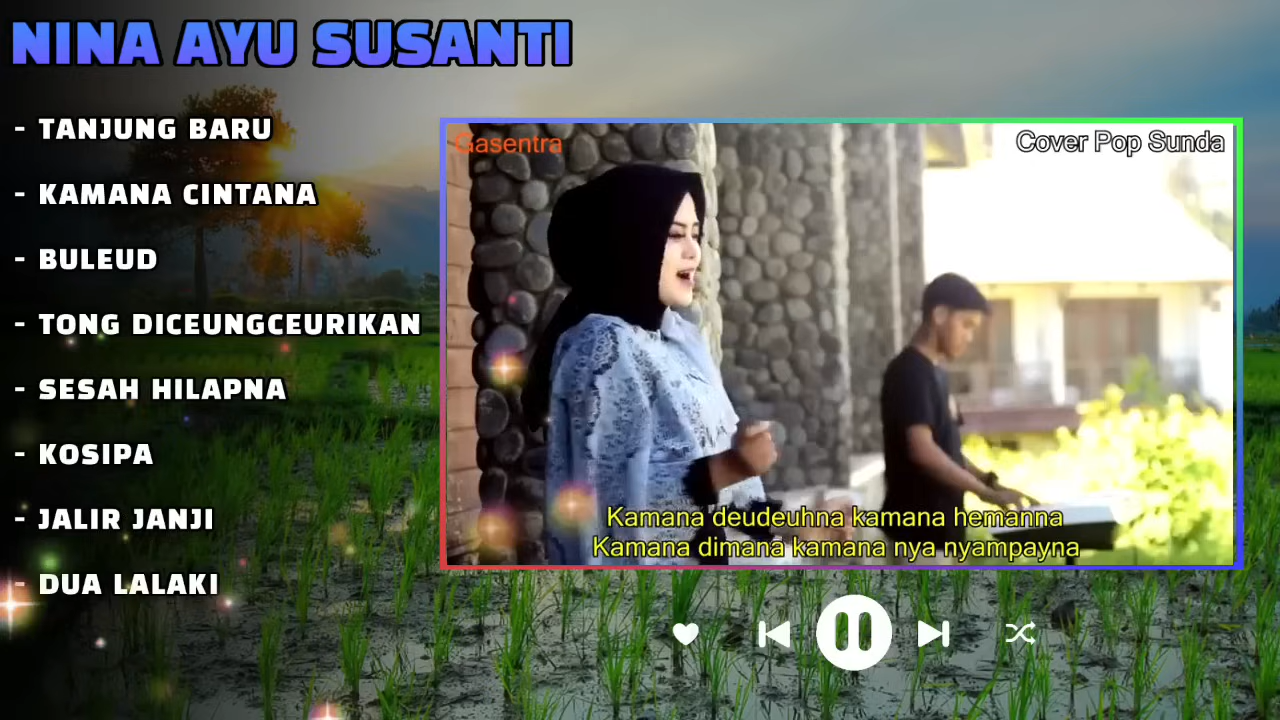 NINA AYU SUSANTI
- TANJUNG BARU
- KAMANA CINTANA
- BULEUD
- TONG DICEUNGCEURIKAN
- SESAH HILAPNA
- KOSIPA
- JALIR JANJI
- DUA LALAKI
Gasentra
Cover Pop Sunda
Kamana deudeuhna kamana hemanna
Kamana dimana kamana nya nyampayna